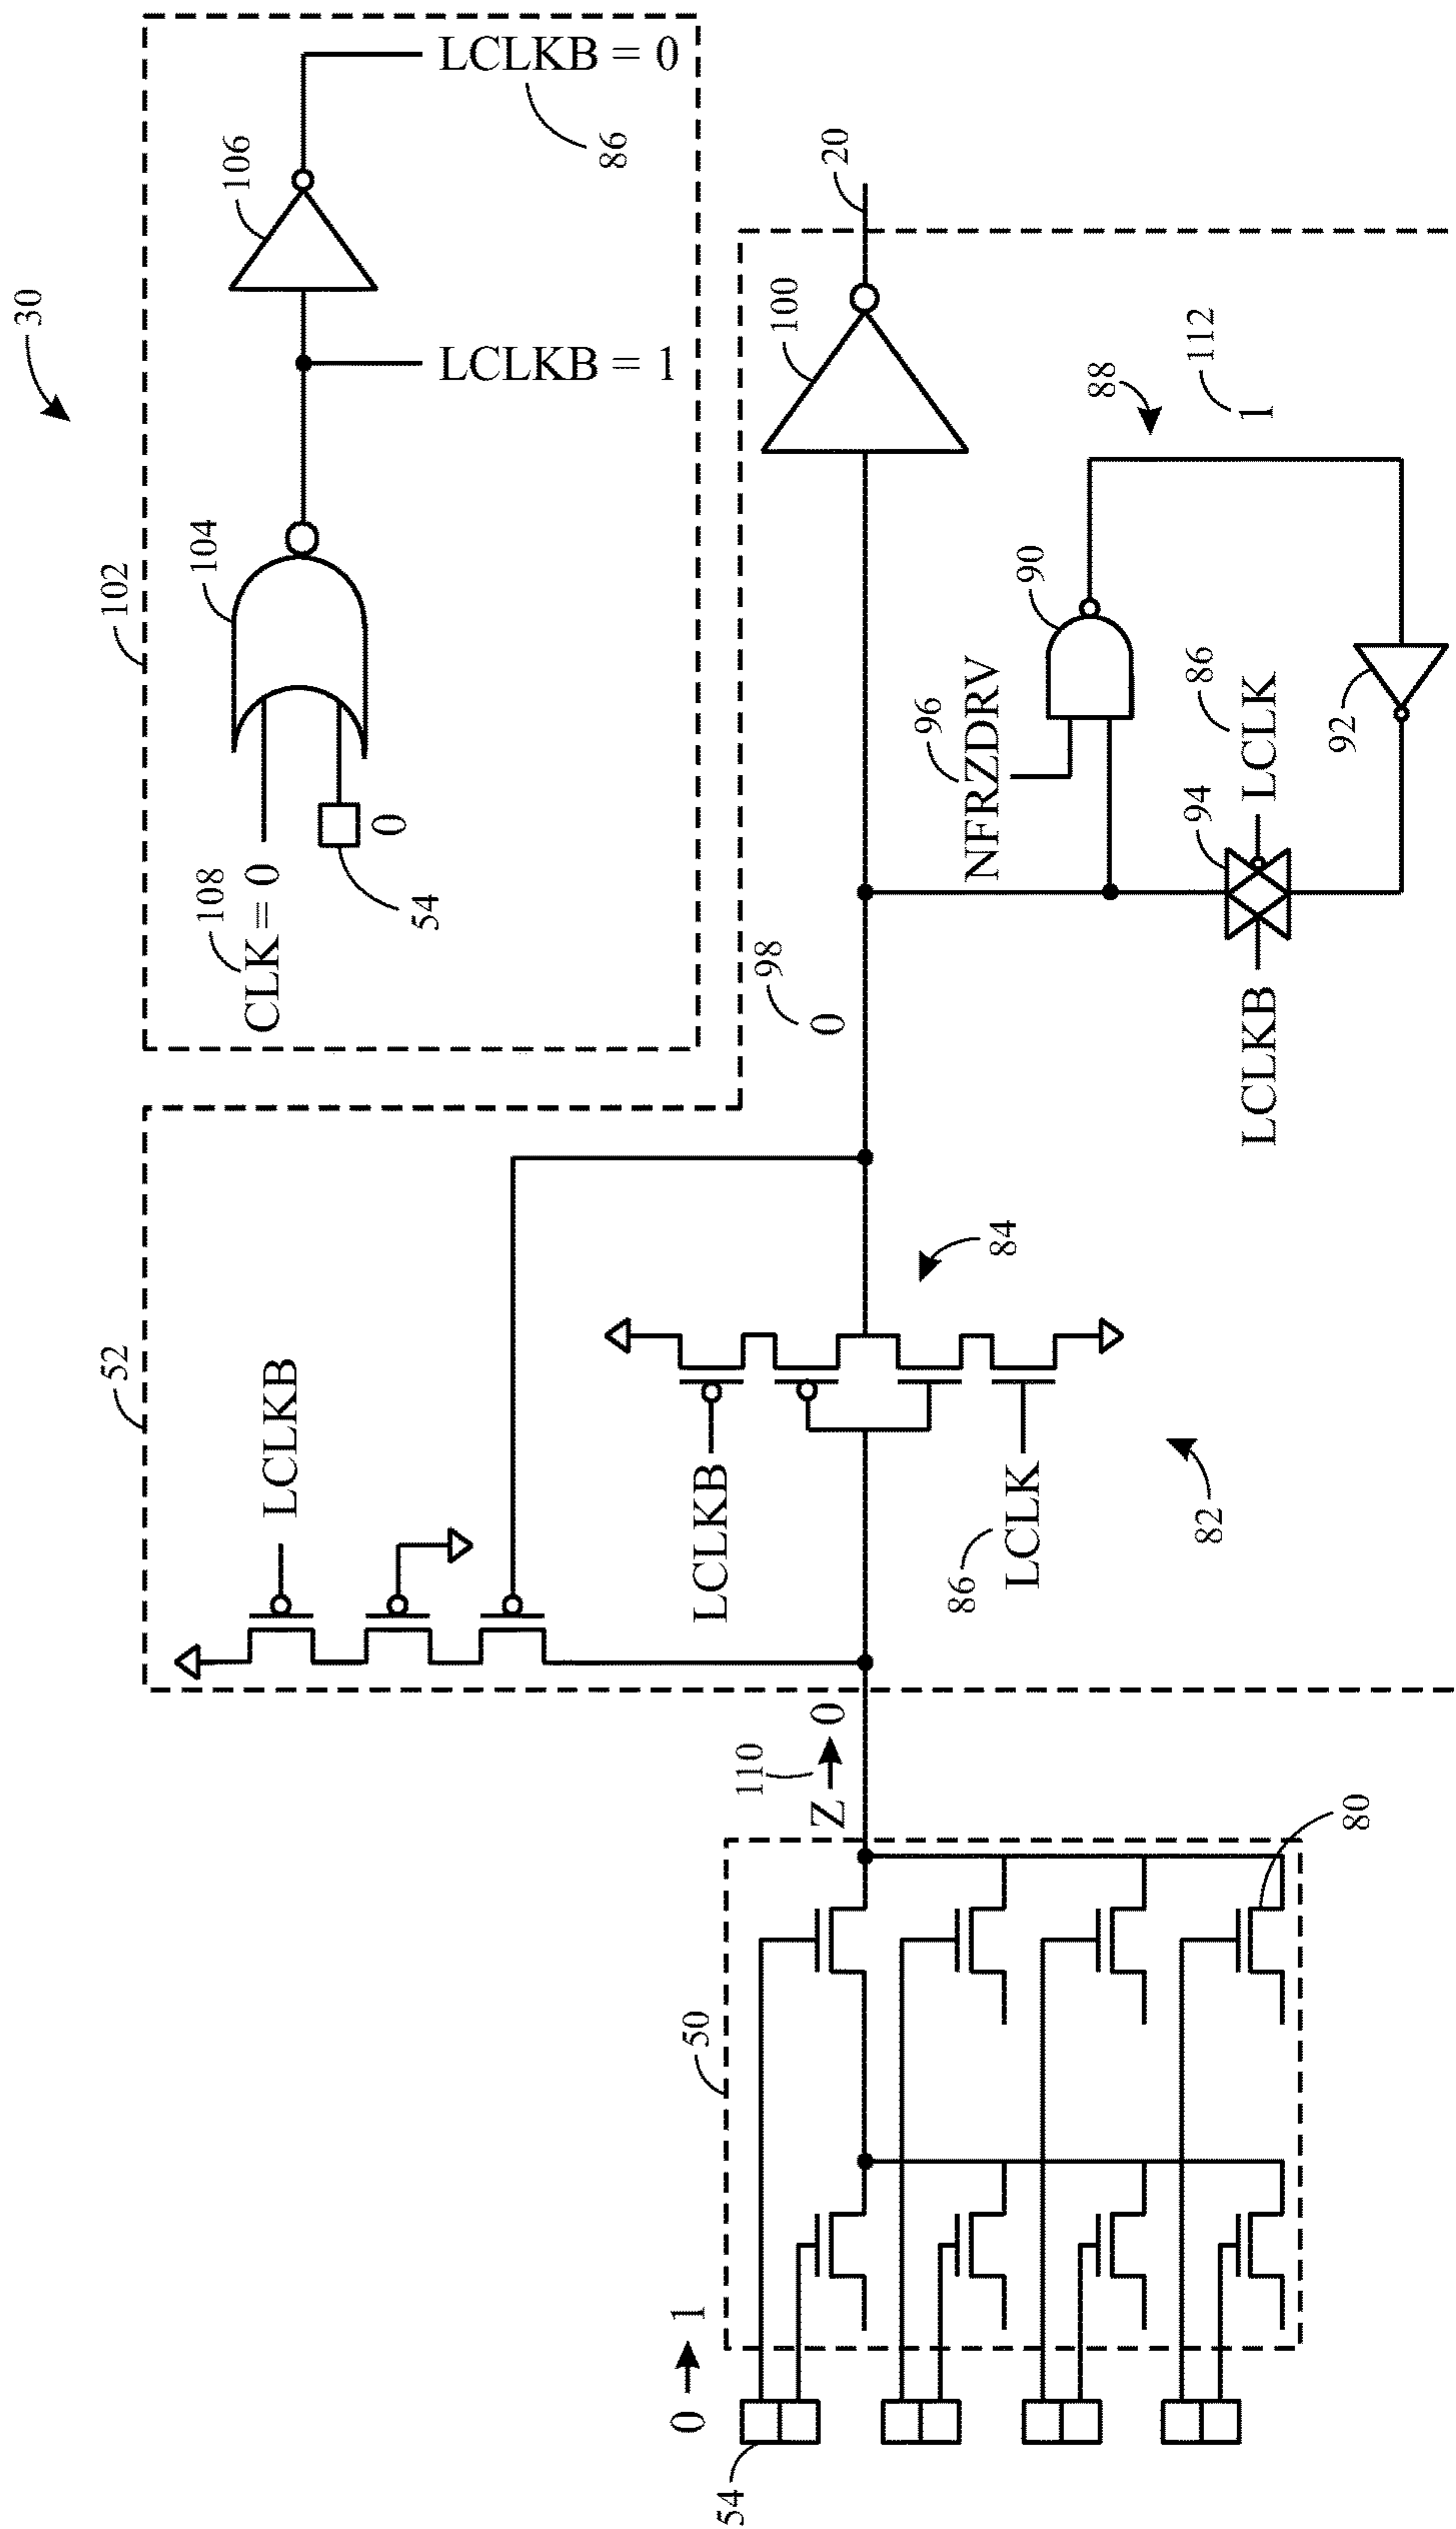 30
102
104
106
CLK = 0
108
54
0
LCLKB = 1
LCLKB = 0
86
52
LCLKB
LCLKB
86
LCLK
84
82
98
0
100
20
NFRZDRV
96
90
88
112
1
94
86
LCLK
LCLKB
92
50
0 → 1
54
Z → 0
110
80